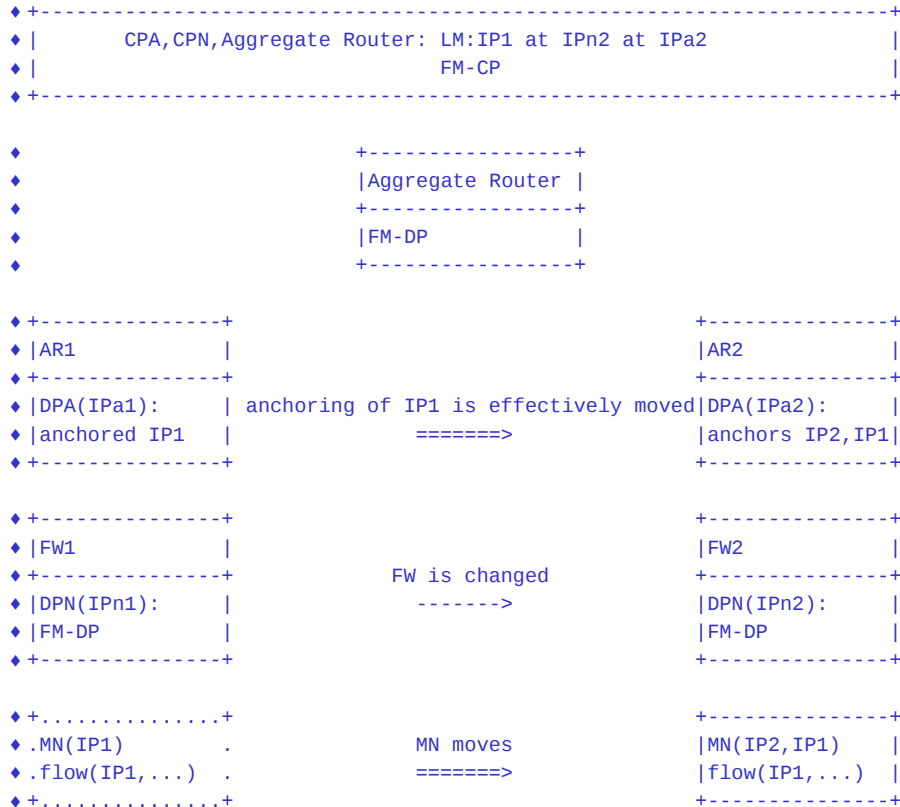 ♦ +----------------------------------------------------------------------+
♦ |       CPA,CPN,Aggregate Router: LM:IP1 at IPn2 at IPa2               |
♦ |                                 FM-CP                                |
♦ +----------------------------------------------------------------------+
♦                           +-----------------+
♦                           |Aggregate Router |
♦                           +-----------------+
♦                           |FM-DP            |
♦                           +-----------------+
♦ +---------------+                                      +---------------+
♦ |AR1            |                                      |AR2            |
♦ +---------------+                                      +---------------+
♦ |DPA(IPa1):     | anchoring of IP1 is effectively moved|DPA(IPa2):     |
♦ |anchored IP1   |               =======>               |anchors IP2,IP1|
♦ +---------------+                                      +---------------+
♦ +---------------+                                      +---------------+
♦ |FW1            |                                      |FW2            |
♦ +---------------+             FW is changed            +---------------+
♦ |DPN(IPn1):     |               ------->               |DPN(IPn2):     |
♦ |FM-DP          |                                      |FM-DP          |
♦ +---------------+                                      +---------------+
♦ +...............+                                      +---------------+
♦ .MN(IP1)        .               MN moves               |MN(IP2,IP1)    |
♦ .flow(IP1,...)  .               =======>               |flow(IP1,...)  |
♦ +...............+                                      +---------------+